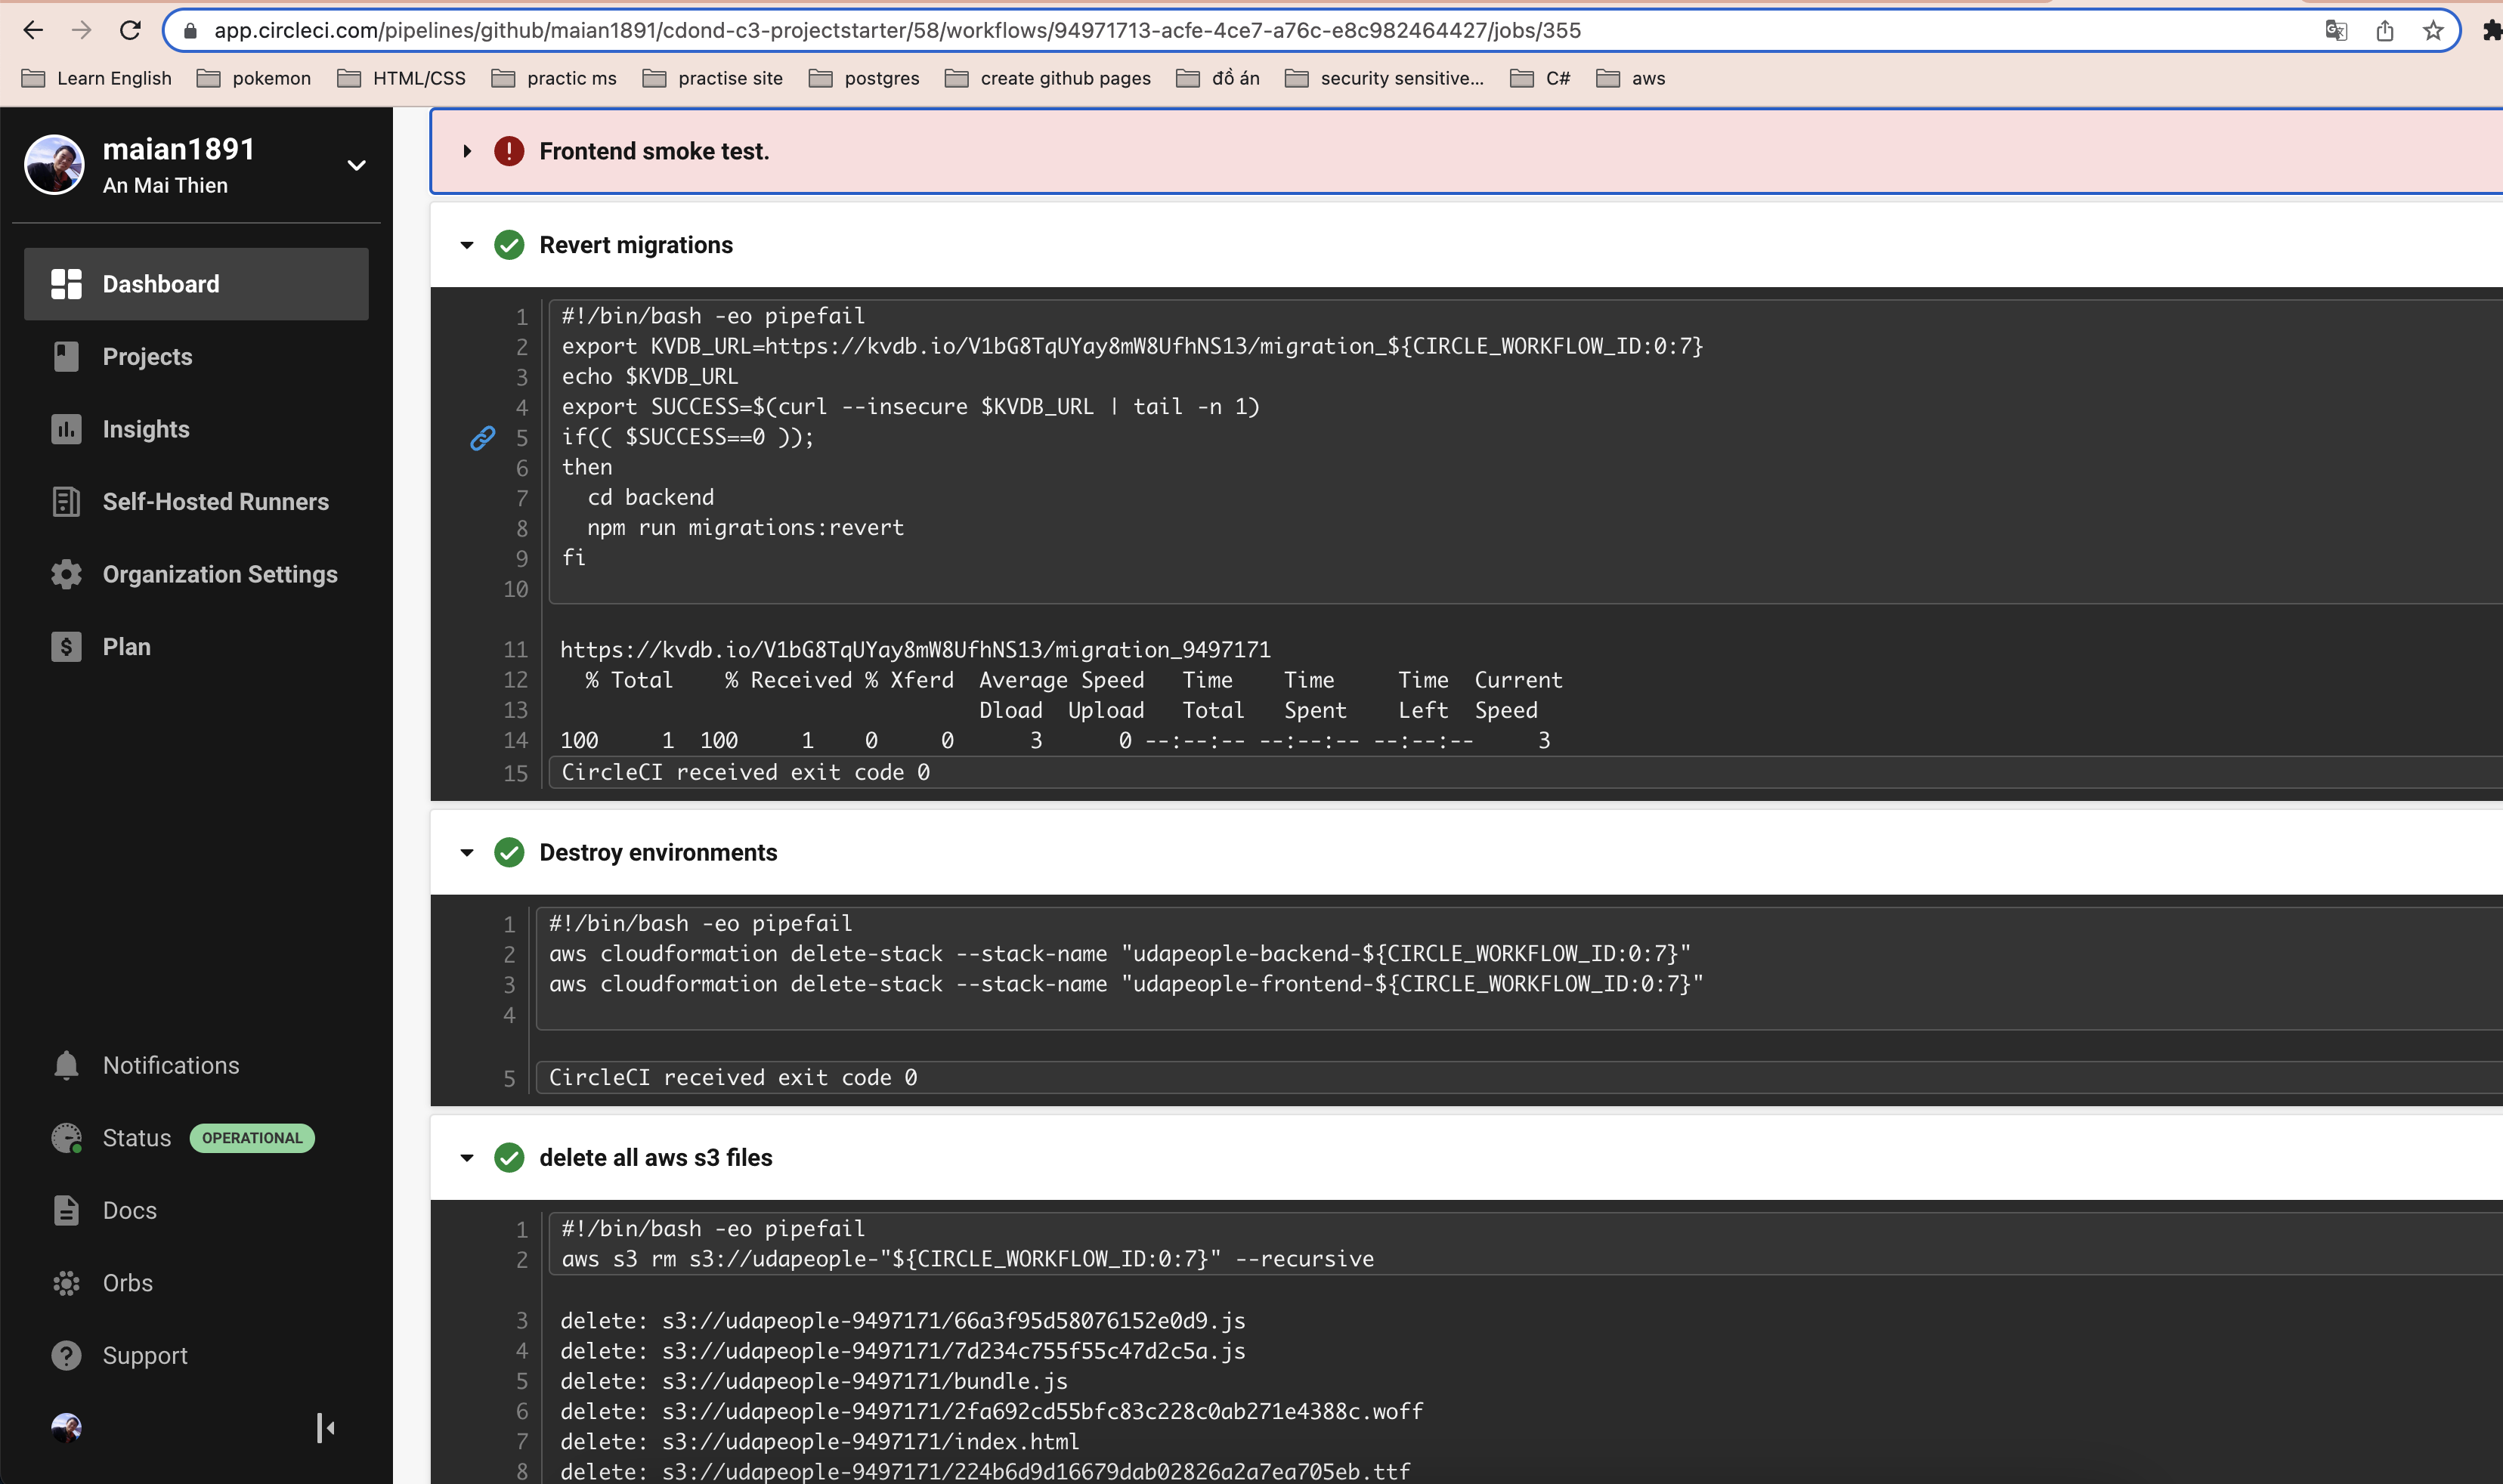 app.circleci.com/pipelines/github/maian1891/cdond-c3-projectstarter/58/workflows/94971713-acfe-4ce7-a76c-e8c982464427/jobs/355
Learn English pokemon HTML/CSS practic ms practise site postgres create github pages đồ án security sensitive... C# aws
maian1891
An Mai Thien
Dashboard
Projects
Insights
Self-Hosted Runners
Organization Settings
Plan
Notifications
Status OPERATIONAL
Docs
Orbs
Support
Frontend smoke test.
Revert migrations
1 #!/bin/bash -eo pipefail
2 export KVDB_URL=https://kvdb.io/V1bG8TqUYay8mW8UfhNS13/migration_${CIRCLE_WORKFLOW_ID:0:7}
3 echo $KVDB_URL
4 export SUCCESS=$(curl --insecure $KVDB_URL | tail -n 1)
5 if(( $SUCCESS==0 ));
6 then
7 cd backend
8 npm run migrations:revert
9 fi
10
11 https://kvdb.io/V1bG8TqUYay8mW8UfhNS13/migration_9497171
12 % Total % Received % Xferd Average Speed Time Time Time Current
13 Dload Upload Total Spent Left Speed
14 100 1 100 1 0 0 3 0 --:--:-- --:--:-- --:--:-- 3
15 CircleCI received exit code 0
Destroy environments
1 #!/bin/bash -eo pipefail
2 aws cloudformation delete-stack --stack-name "udapeople-backend-${CIRCLE_WORKFLOW_ID:0:7}"
3 aws cloudformation delete-stack --stack-name "udapeople-frontend-${CIRCLE_WORKFLOW_ID:0:7}"
4
5 CircleCI received exit code 0
delete all aws s3 files
1 #!/bin/bash -eo pipefail
2 aws s3 rm s3://udapeople-"${CIRCLE_WORKFLOW_ID:0:7}" --recursive
3 delete: s3://udapeople-9497171/66a3f95d58076152e0d9.js
4 delete: s3://udapeople-9497171/7d234c755f55c47d2c5a.js
5 delete: s3://udapeople-9497171/bundle.js
6 delete: s3://udapeople-9497171/2fa692cd55bfc83c228c0ab271e4388c.woff
7 delete: s3://udapeople-9497171/index.html
8 delete: s3://udapeople-9497171/224b6d9d16679dab02826a2a7ea705eb.ttf